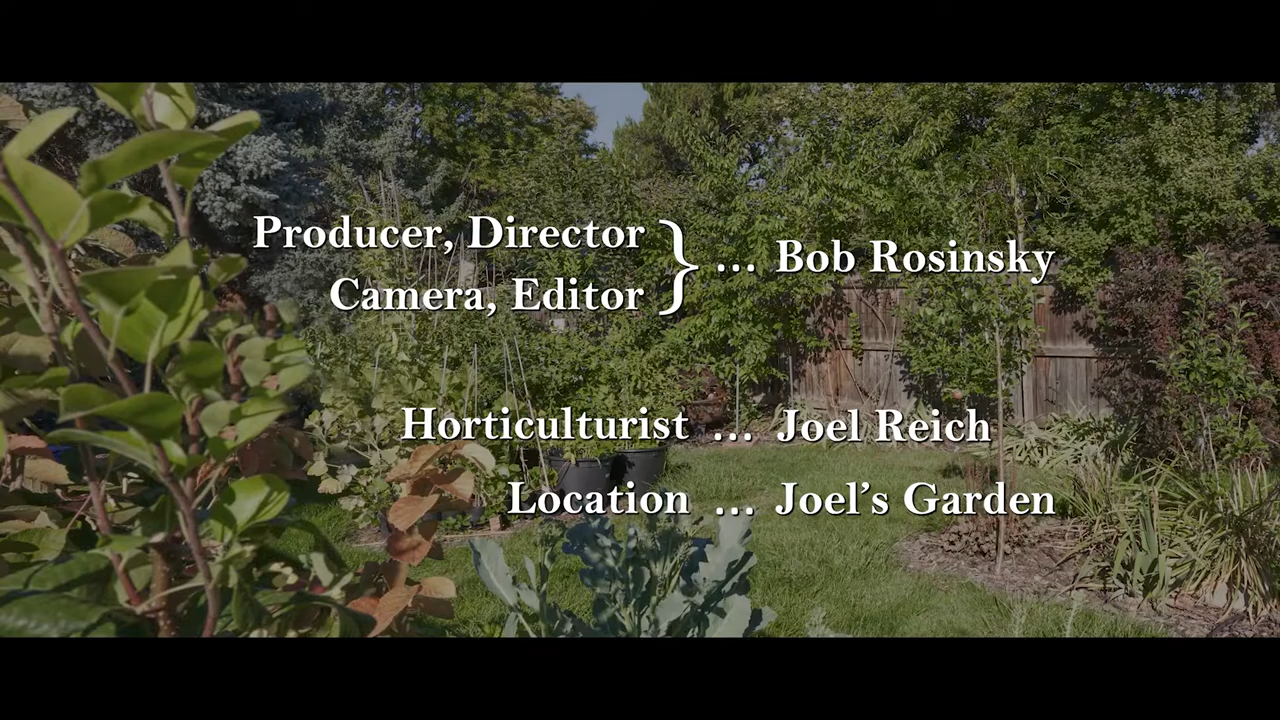 Producer, Director
Camera, Editor } ... Bob Rosinsky
Horticulturist ... Joel Reich
Location ... Joel's Garden